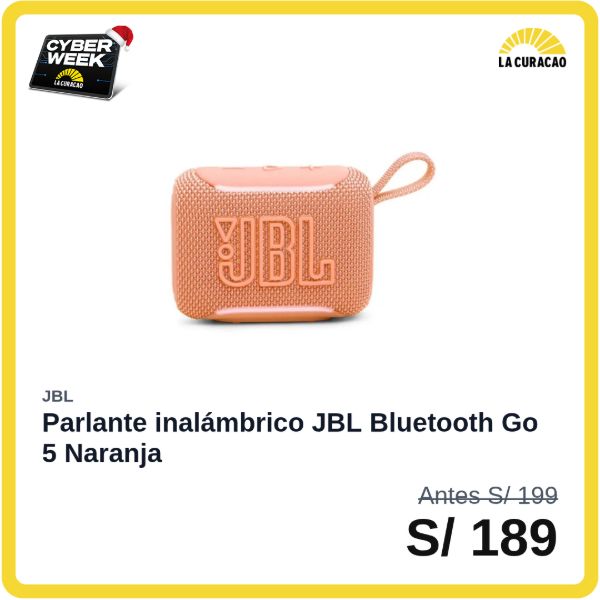 CYBER
WEEK
LA CURACAO
LA CURACAO
JBL
JBL
Parlante inalámbrico JBL Bluetooth Go
5 Naranja
Antes S/ 199
S/ 189